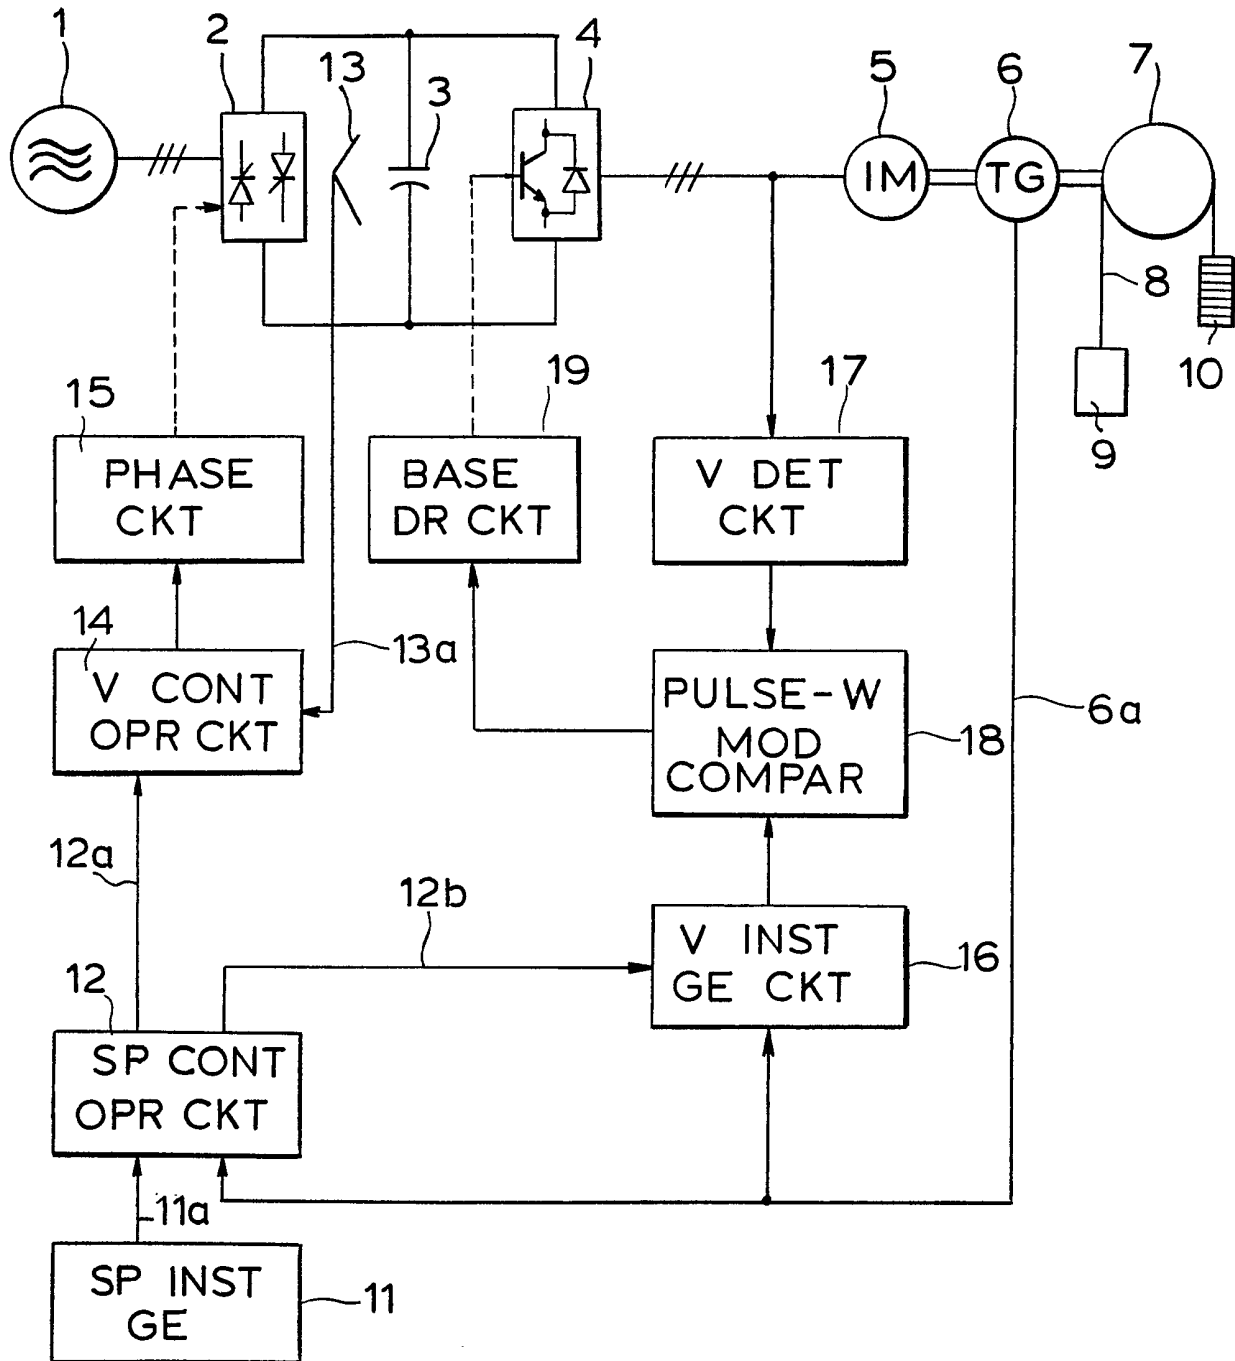 1
2
13
3
4
5
6
7
IM
TG
8
10
9
15
PHASE
CKT
19
BASE
DR CKT
17
V DET
CKT
14
V CONT
OPR CKT
13a
PULSE-W
MOD
COMPAR
18
6a
12a
12b
V INST
GE CKT
16
12
SP CONT
OPR CKT
11a
SP INST
GE
11